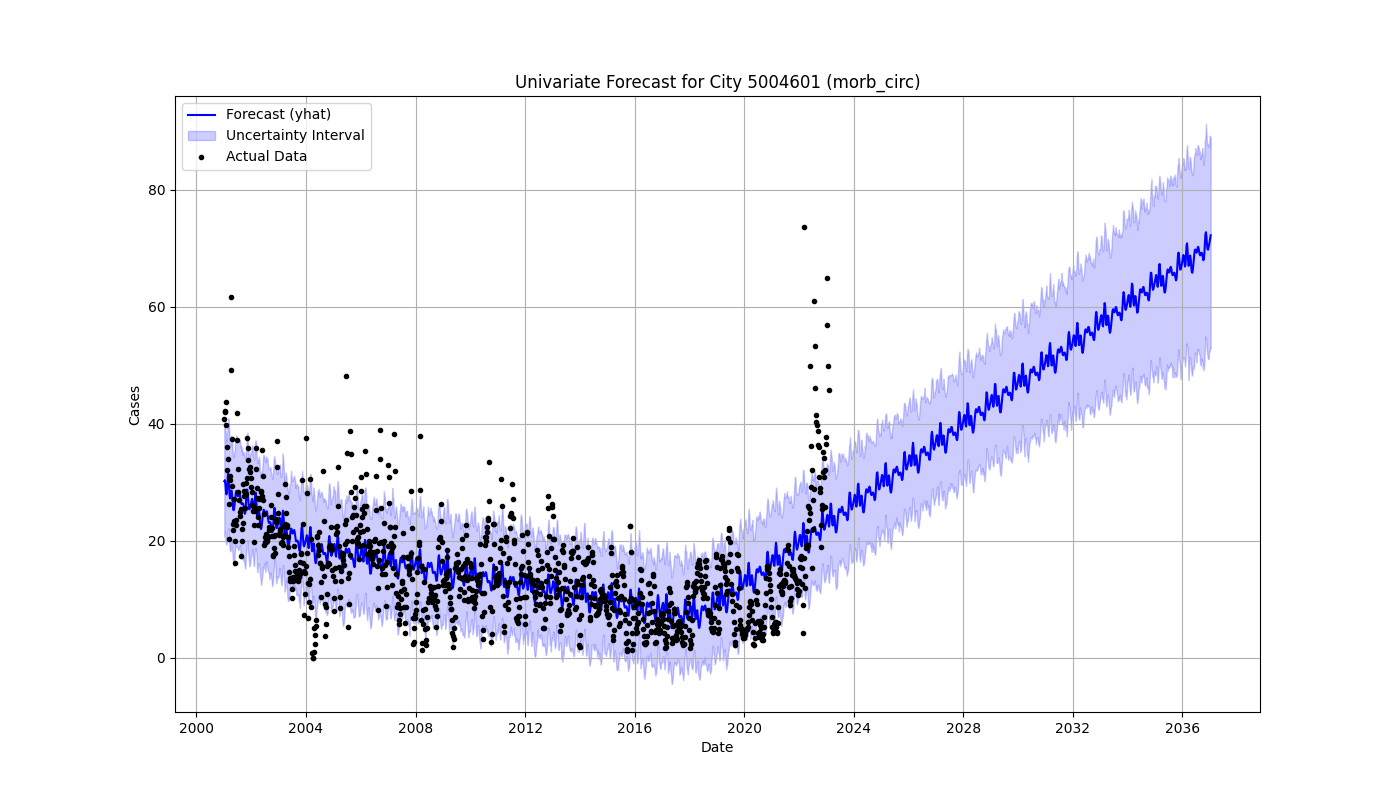 Univariate Forecast for City 5004601 (morb_circ)
Forecast (yhat)
Uncertainty Interval
Actual Data
80
60
40
20
0
Cases
2000 2004 2008 2012 2016 2020 2024 2028 2032 2036
Date